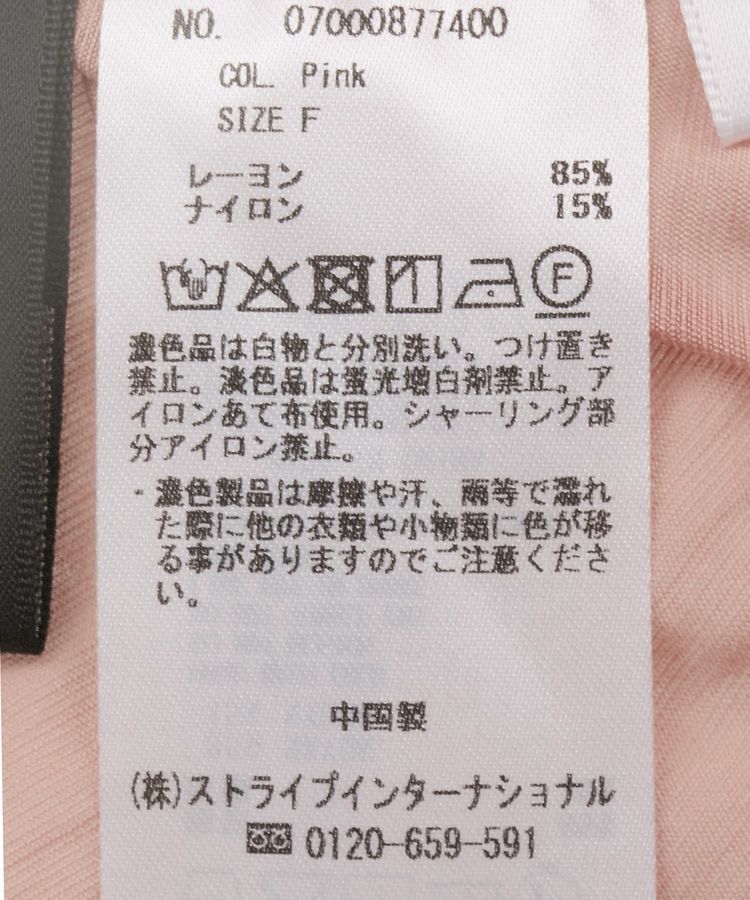 NO. 07000877400
COL. Pink
SIZE F
レーヨン 85%
ナイロン 15%
F
濃色品は白物と分別洗い。つけ置き
禁止。淡色品は蛍光増白剤禁止。ア
イロンあて布使用。シャーリング部
分アイロン禁止。
・濃色製品は摩擦や汗、雨等で濡れ
た際に他の衣類や小物類に色が移
る事がありますのでご注意くださ
い。
中国製
(株)ストライプインターナショナル
0120-659-591